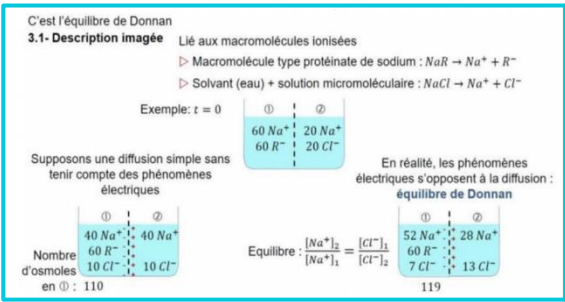 C'est l'équilibre de Donnan
3.1- Description imagée
Lié aux macromolécules ionisées
▷ Macromolécule type protéinate de sodium : NaR → Na⁺ + R⁻
▷ Solvant (eau) + solution micromoléculaire : NaCl → Na⁺ + Cl⁻
Exemple: t = 0
① ②
60 Na⁺ 20 Na⁺
60 R⁻ 20 Cl⁻
Supposons une diffusion simple sans
tenir compte des phénomènes
électriques
① ②
40 Na⁺ 40 Na⁺
60 R⁻
10 Cl⁻ 10 Cl⁻
Nombre
d'osmoles
en ① : 110
Equilibre : [Na⁺]₂ / [Na⁺]₁ = [Cl⁻]₁ / [Cl⁻]₂
En réalité, les phénomènes
électriques s'opposent à la diffusion :
équilibre de Donnan
① ②
52 Na⁺ 28 Na⁺
60 R⁻
7 Cl⁻ 13 Cl⁻
119